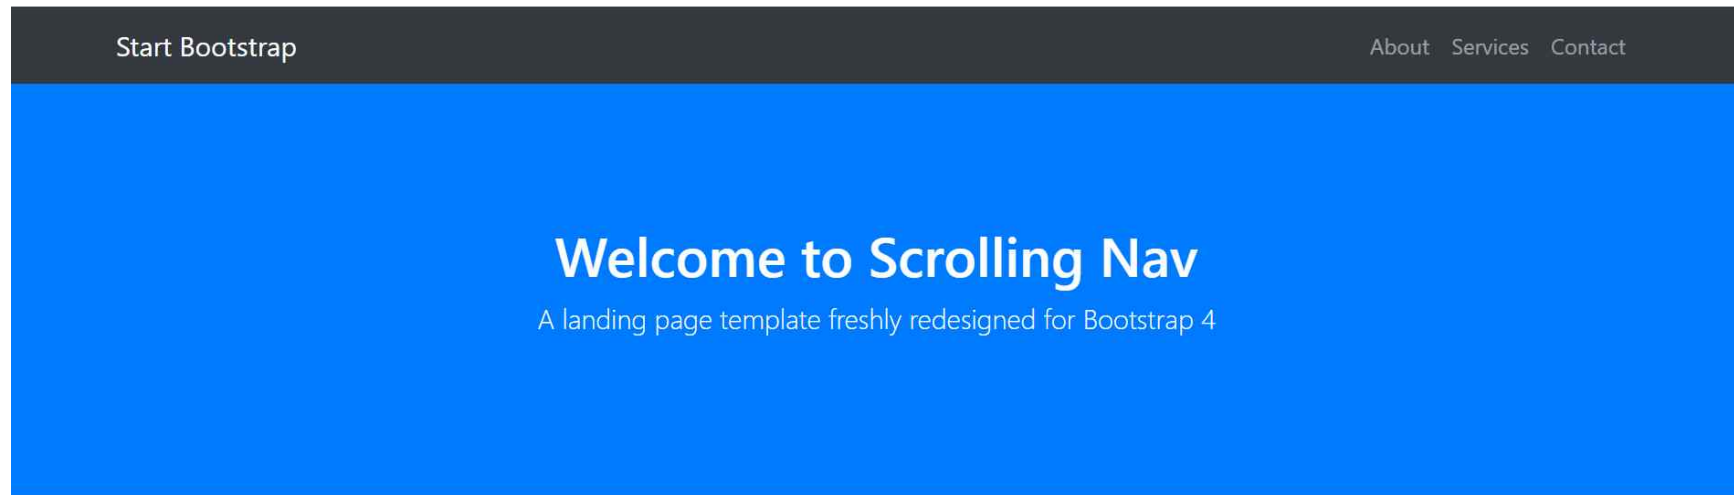 Start Bootstrap About Services Contact
Welcome to Scrolling Nav
A landing page template freshly redesigned for Bootstrap 4